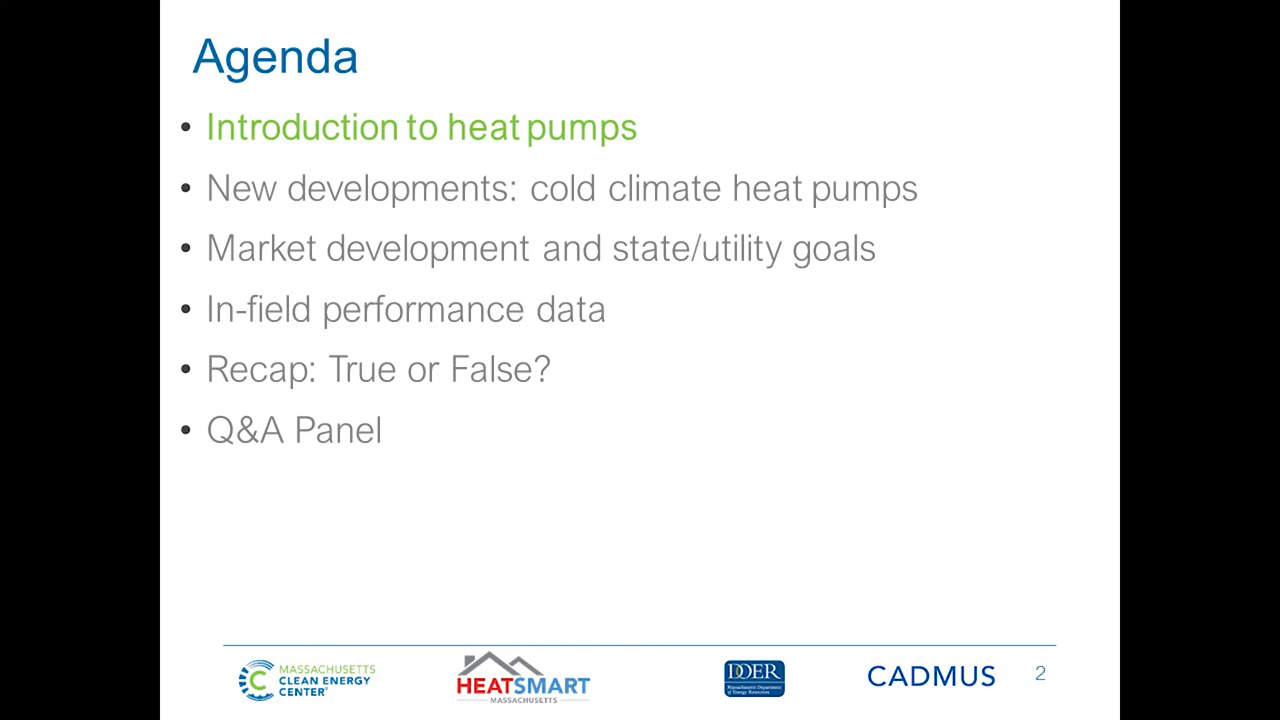 Agenda
• Introduction to heat pumps
• New developments: cold climate heat pumps
• Market development and state/utility goals
• In-field performance data
• Recap: True or False?
• Q&A Panel
MASSACHUSETTS
CLEAN ENERGY
CENTER®
HEATSMART
MASSACHUSETTS
DOER
Massachusetts Department
of Energy Resources
CADMUS
2